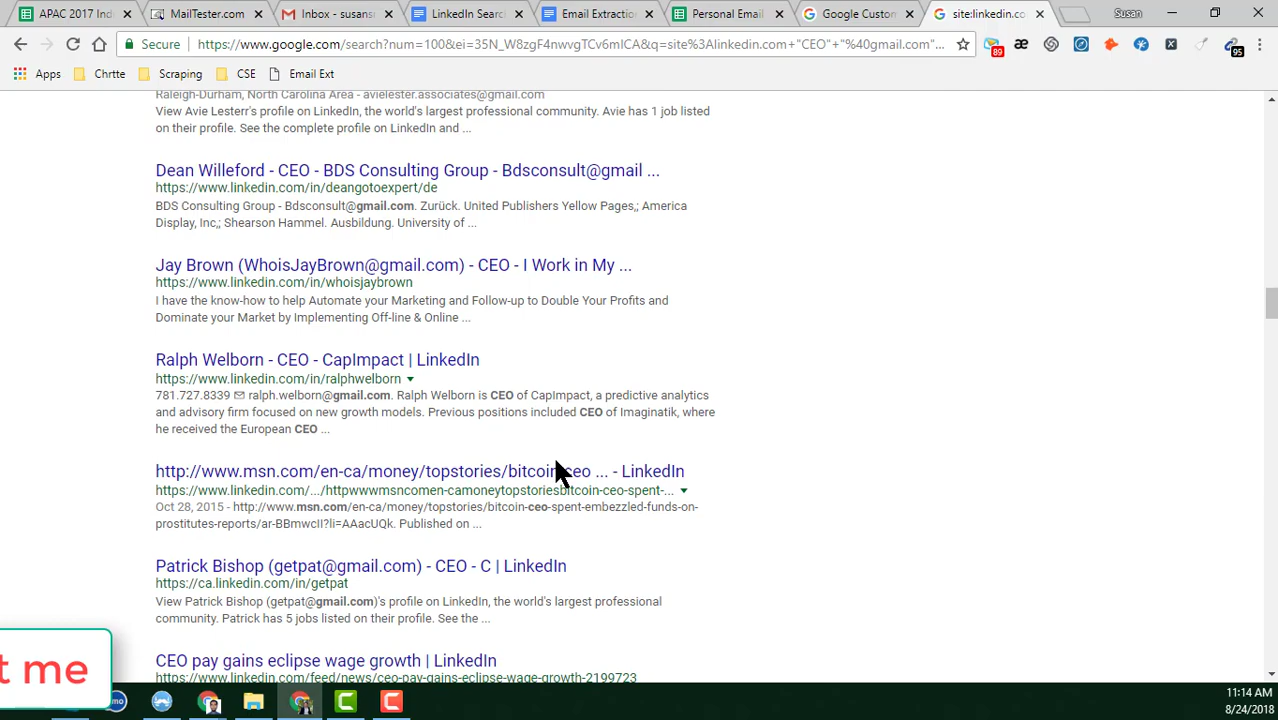 APAC 2017 Ind
MailTester.com
Inbox - susans
LinkedIn Sear
Email Extractio
Personal Email
Google Custom
site:linkedin.co
Susan
Secure
https://www.google.com/search?num=100&ei=35N_W8zgF4nwvgTCv6mICA&q=site%3Alinkedin.com+"CEO"+"%40gmail.com"...
89
95
Apps
Chrtte
Scraping
CSE
Email Ext
Raleigh-Durham, North Carolina Area - avielester.associates@gmail.com
View Avie Lesterr's profile on LinkedIn, the world's largest professional community. Avie has 1 job listed
on their profile. See the complete profile on LinkedIn and ...
Dean Willeford - CEO - BDS Consulting Group - Bdsconsult@gmail ...
https://www.linkedin.com/in/deangotoexpert/de
BDS Consulting Group - Bdsconsult@gmail.com. Zurück. United Publishers Yellow Pages,; America
Display, Inc,; Shearson Hammel. Ausbildung. University of ...
Jay Brown (WhoisJayBrown@gmail.com) - CEO - I Work in My ...
https://www.linkedin.com/in/whoisjaybrown
I have the know-how to help Automate your Marketing and Follow-up to Double Your Profits and
Dominate your Market by Implementing Off-line & Online ...
Ralph Welborn - CEO - CapImpact | LinkedIn
https://www.linkedin.com/in/ralphwelborn
781.727.8339 ✉ ralph.welborn@gmail.com. Ralph Welborn is CEO of CapImpact, a predictive analytics
and advisory firm focused on new growth models. Previous positions included CEO of Imaginatik, where
he received the European CEO ...
http://www.msn.com/en-ca/money/topstories/bitcoin-ceo ... - LinkedIn
https://www.linkedin.com/.../httpwwwmsncomen-camoneytopstoriesbitcoin-ceo-spent-...
Oct 28, 2015 - http://www.msn.com/en-ca/money/topstories/bitcoin-ceo-spent-embezzled-funds-on-
prostitutes-reports/ar-BBmwcII?li=AAacUQk. Published on ...
Patrick Bishop (getpat@gmail.com) - CEO - C | LinkedIn
https://ca.linkedin.com/in/getpat
View Patrick Bishop (getpat@gmail.com)'s profile on LinkedIn, the world's largest professional
community. Patrick has 5 jobs listed on their profile. See the ...
CEO pay gains eclipse wage growth | LinkedIn
https://www.linkedin.com/feed/news/ceo-pay-gains-eclipse-wage-growth-2199723
t me
11:14 AM
8/24/2018